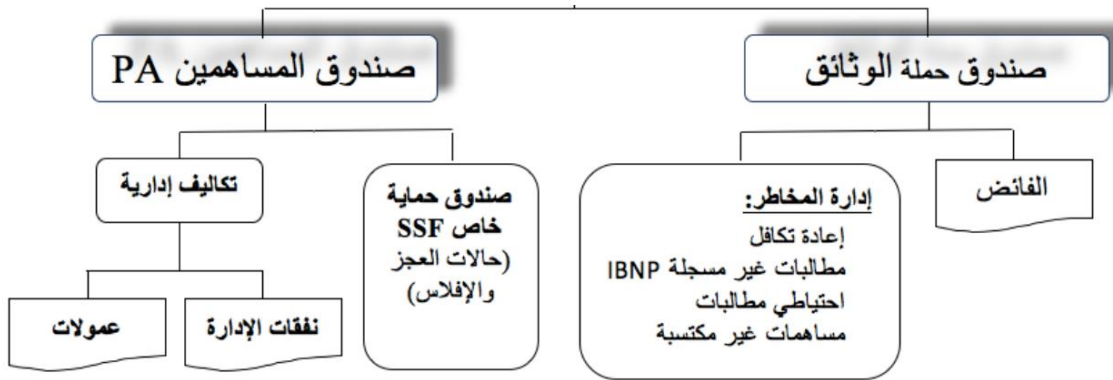 صندوق حملة الوثائق
صندوق المساهمين PA
الفائض
إدارة المخاطر:
إعادة تكافل
مطالبات غير مسجلة IBNP
احتياطي مطالبات
مساهمات غير مكتسبة
صندوق حماية
خاص SSF
(حالات العجز
والإفلاس)
تكاليف إدارية
نفقات الإدارة
عمولات